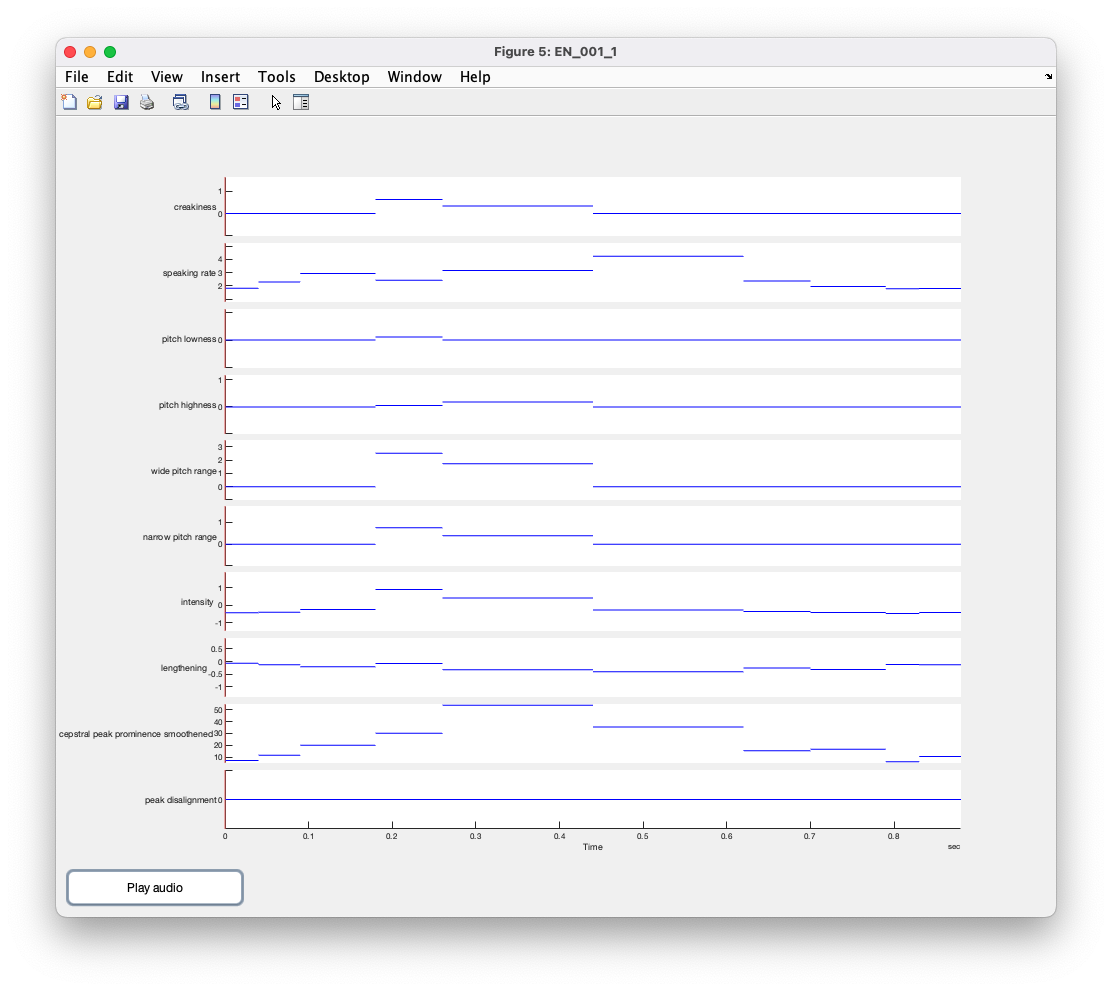 Figure 5: EN_001_1
File Edit View Insert Tools Desktop Window Help
creakiness
1
0
speaking rate
4
3
2
pitch lowness
0
pitch highness
1
0
wide pitch range
3
2
1
0
narrow pitch range
1
0
intensity
1
0
-1
lengthening
0.5
0
-0.5
-1
cepstral peak prominence smoothened
50
40
30
20
10
peak disalignment
0
0 0.1 0.2 0.3 0.4 0.5 0.6 0.7 0.8
Time
sec
Play audio